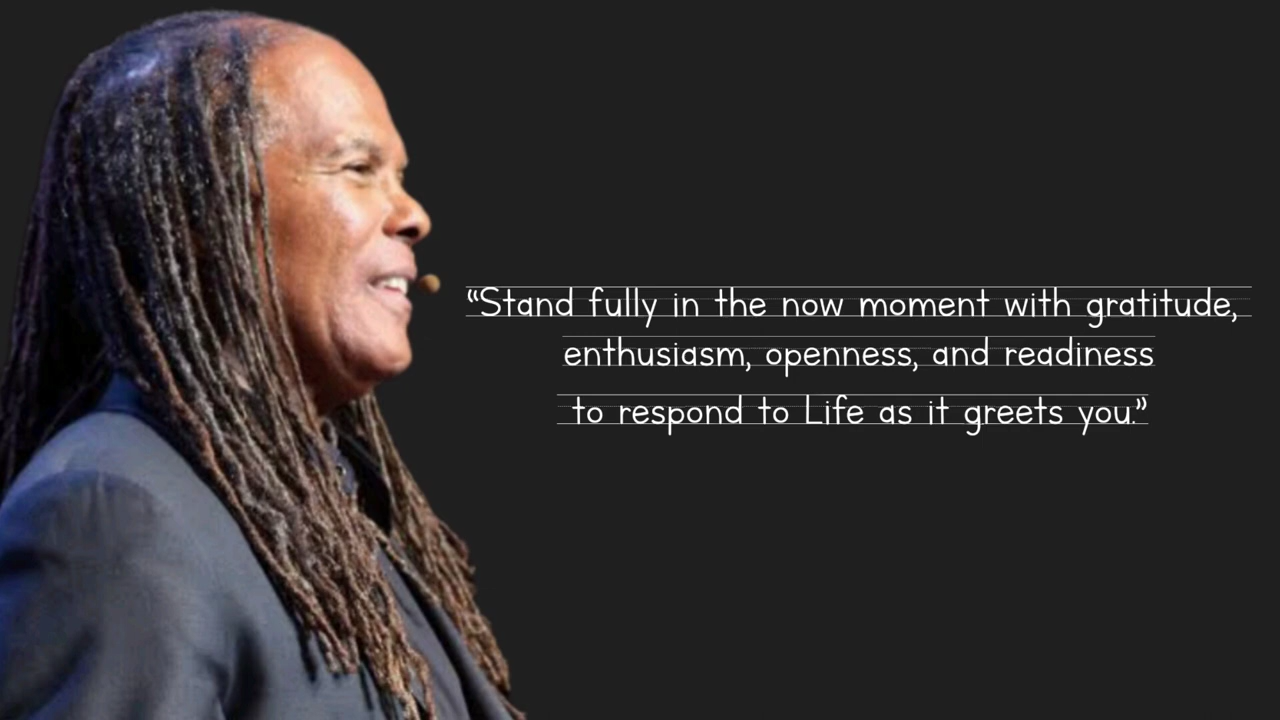 “Stand fully in the now moment with gratitude,
enthusiasm, openness, and readiness
to respond to Life as it greets you.”